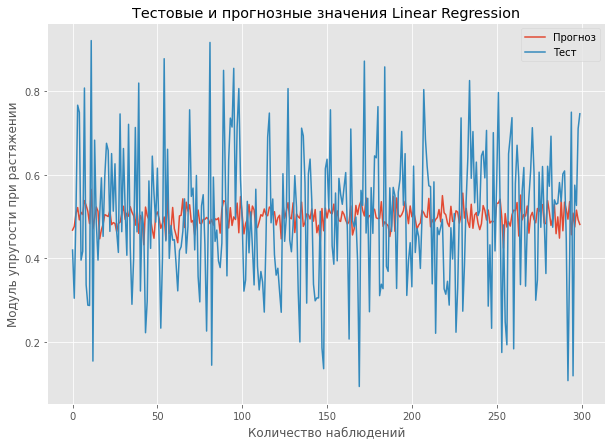 Тестовые и прогнозные значения Linear Regression
Прогноз
Тест
Модуль упругости при растяжении
0.8
0.6
0.4
0.2
0 50 100 150 200 250 300
Количество наблюдений